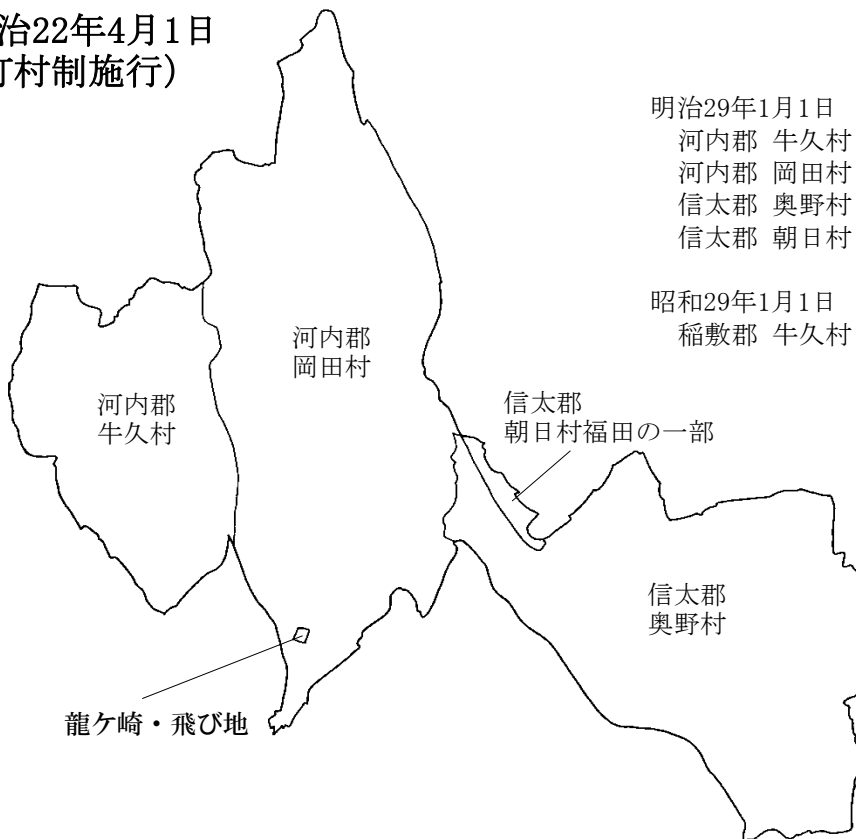 治22年4月1日
町村制施行）
明治29年1月1日
河内郡 牛久村
河内郡 岡田村
信太郡 奥野村
信太郡 朝日村
昭和29年1月1日
稲敷郡 牛久村
河内郡
岡田村
河内郡
牛久村
信太郡
朝日村福田の一部
信太郡
奥野村
龍ケ崎・飛び地